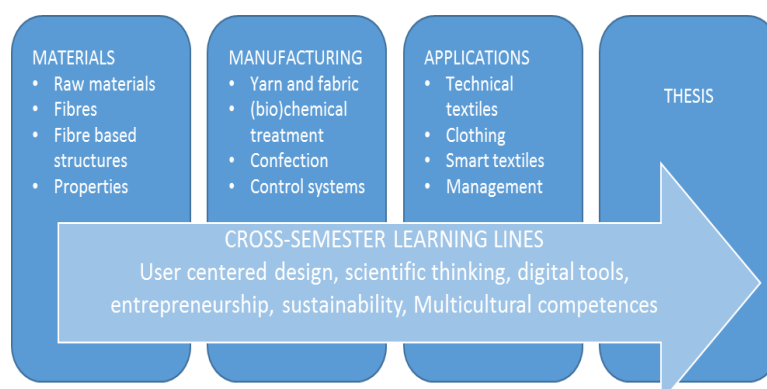 MATERIALS
• Raw materials
• Fibres
• Fibre based
structures
• Properties
MANUFACTURING
• Yarn and fabric
• (bio)chemical
treatment
• Confection
• Control systems
APPLICATIONS
• Technical
textiles
• Clothing
• Smart textiles
• Management
THESIS
CROSS-SEMESTER LEARNING LINES
User centered design, scientific thinking, digital tools,
entrepreneurship, sustainability, Multicultural competences